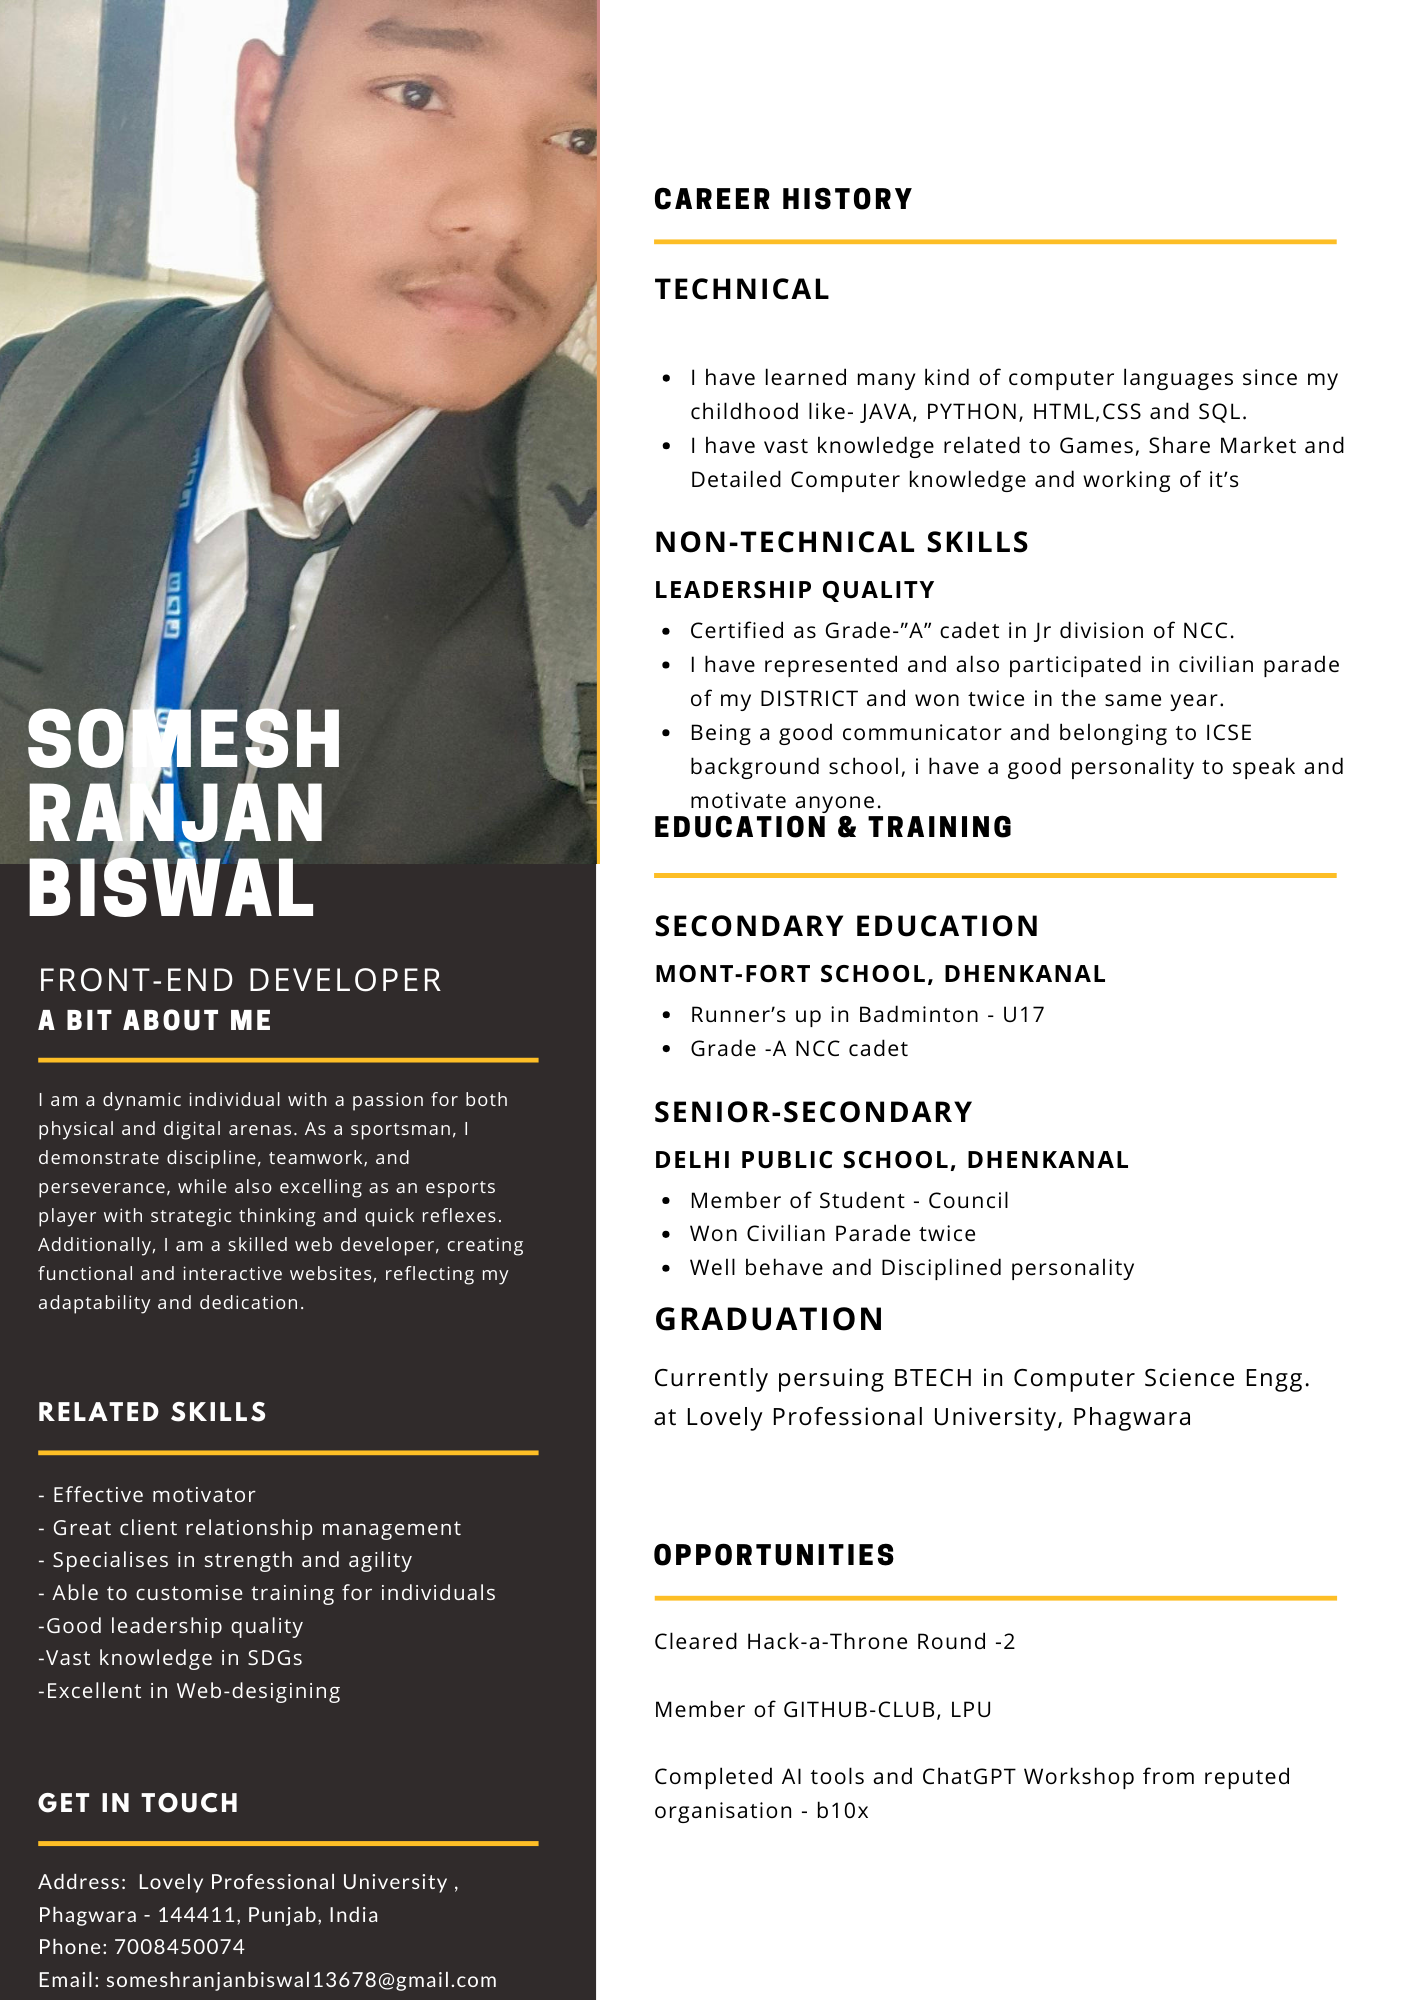 SOMESH
RANJAN
BISWAL
FRONT-END DEVELOPER
A BIT ABOUT ME
I am a dynamic individual with a passion for both
physical and digital arenas. As a sportsman, I
demonstrate discipline, teamwork, and
perseverance, while also excelling as an esports
player with strategic thinking and quick reflexes.
Additionally, I am a skilled web developer, creating
functional and interactive websites, reflecting my
adaptability and dedication.
RELATED SKILLS
- Effective motivator
- Great client relationship management
- Specialises in strength and agility
- Able to customise training for individuals
-Good leadership quality
-Vast knowledge in SDGs
-Excellent in Web-desigining
GET IN TOUCH
Address:  Lovely Professional University ,
Phagwara - 144411, Punjab, India
Phone: 7008450074
Email: someshranjanbiswal13678@gmail.com
CAREER HISTORY
TECHNICAL
• I have learned many kind of computer languages since my
childhood like- JAVA, PYTHON, HTML,CSS and SQL.
• I have vast knowledge related to Games, Share Market and
Detailed Computer knowledge and working of it’s
NON-TECHNICAL SKILLS
LEADERSHIP QUALITY
• Certified as Grade-”A” cadet in Jr division of NCC.
• I have represented and also participated in civilian parade
of my DISTRICT and won twice in the same year.
• Being a good communicator and belonging to ICSE
background school, i have a good personality to speak and
motivate anyone.
EDUCATION & TRAINING
SECONDARY EDUCATION
MONT-FORT SCHOOL, DHENKANAL
• Runner’s up in Badminton - U17
• Grade -A NCC cadet
SENIOR-SECONDARY
DELHI PUBLIC SCHOOL, DHENKANAL
• Member of Student - Council
• Won Civilian Parade twice
• Well behave and Disciplined personality
GRADUATION
Currently persuing BTECH in Computer Science Engg.
at Lovely Professional University, Phagwara
OPPORTUNITIES
Cleared Hack-a-Throne Round -2
Member of GITHUB-CLUB, LPU
Completed AI tools and ChatGPT Workshop from reputed
organisation - b10x